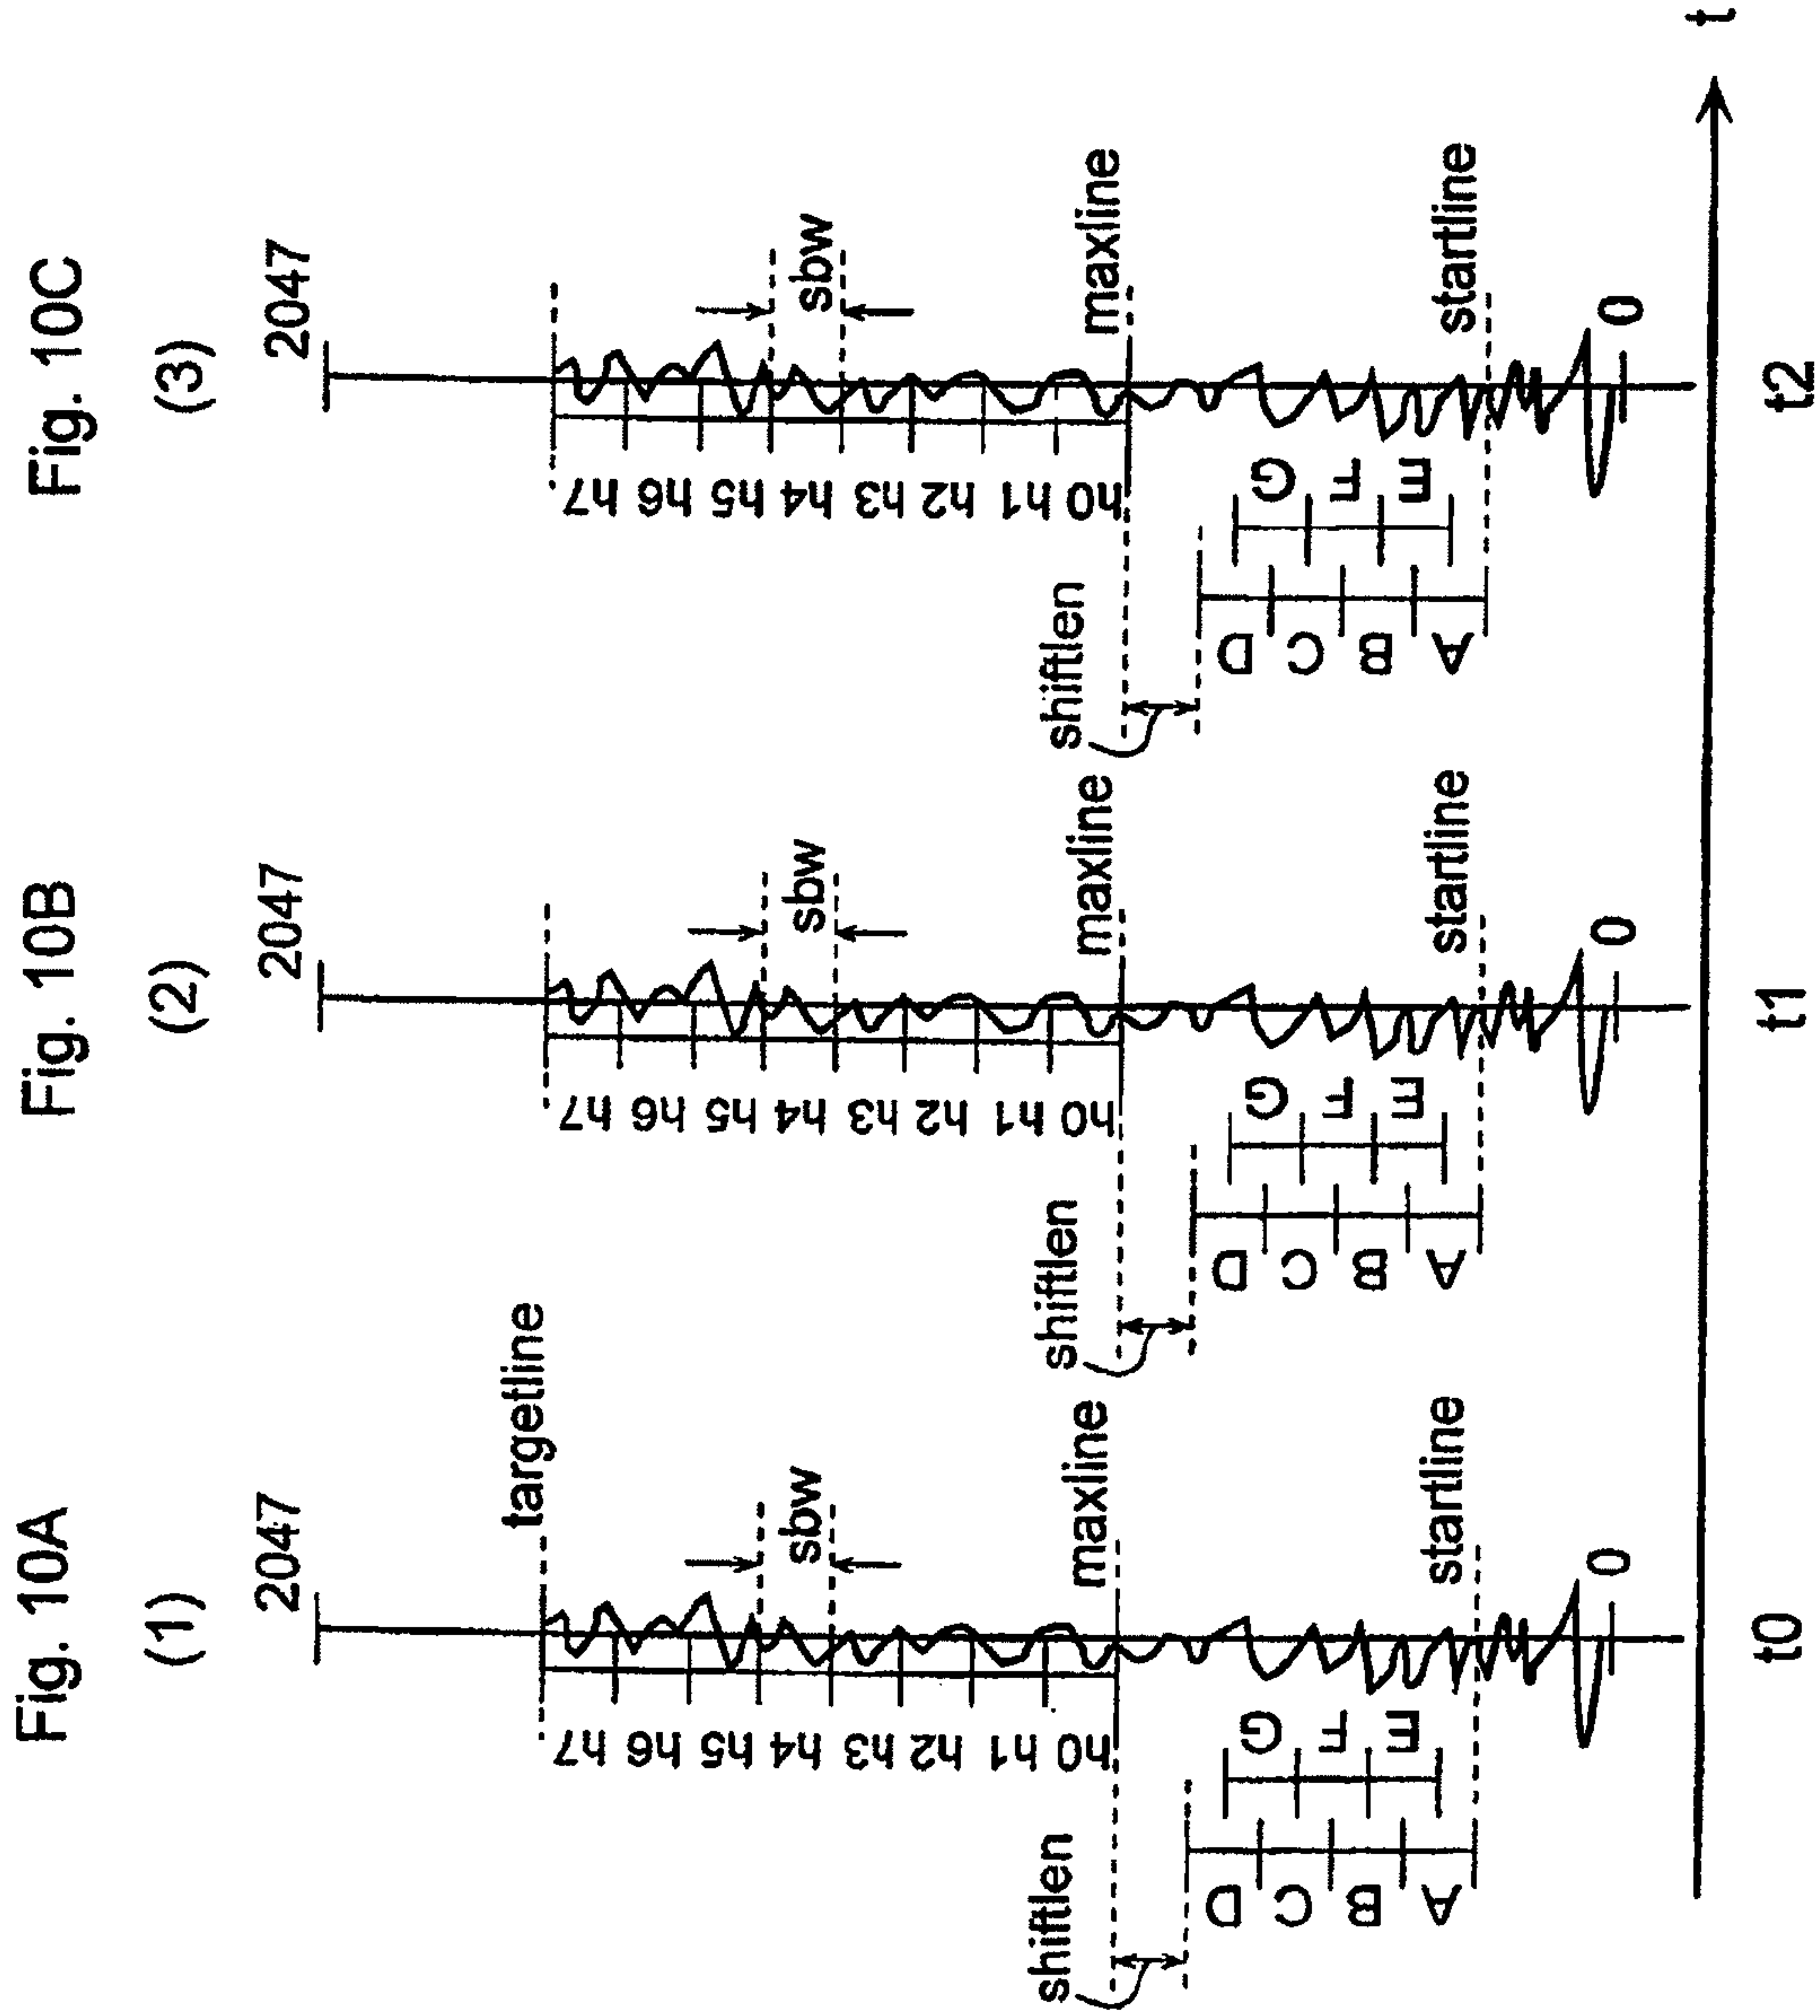 Fig. 10A
(1)
2047
targetline
sbw
h7
h6
h5
h4
h3
h2
h1
h0
maxline
shiftlen
G
F
E
D
C
B
A
startline
0
t0
Fig. 10B
(2)
2047
sbw
h7
h6
h5
h4
h3
h2
h1
h0
maxline
shiftlen
G
F
E
D
C
B
A
startline
0
t1
Fig. 10C
(3)
2047
sbw
h7
h6
h5
h4
h3
h2
h1
h0
maxline
shiftlen
G
F
E
D
C
B
A
startline
0
t2
t